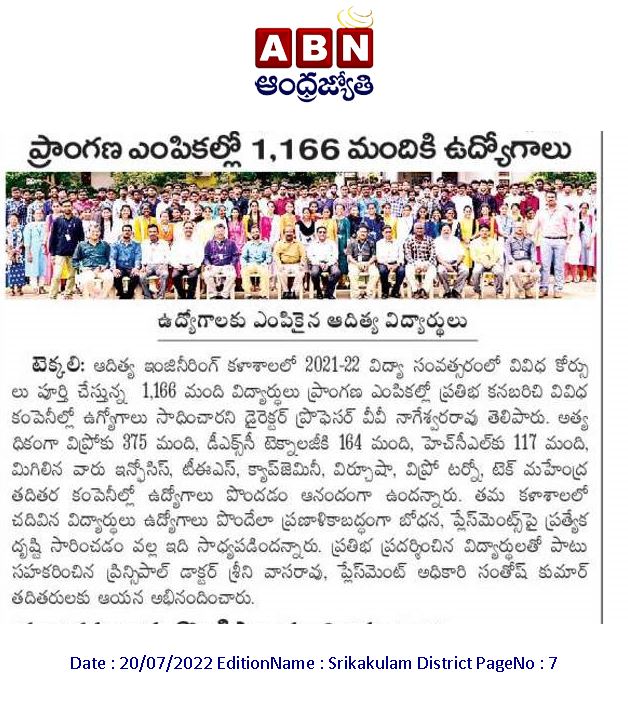 ABN
ఆంధ్రజ్యోతి
ప్రాంగణ ఎంపికల్లో 1,166 మందికి ఉద్యోగాలు
ఉద్యోగాలకు ఎంపికైన ఆదిత్య విద్యార్థులు
టెక్కలి: ఆదిత్య ఇంజినీరింగ్ కళాశాలలో 2021-22 విద్యా సంవత్సరంలో వివిధ కోర్సు
లు పూర్తి చేస్తున్న 1,166 మంది విద్యార్థులు ప్రాంగణ ఎంపికల్లో ప్రతిభ కనబరిచి వివిధ
కంపెనీల్లో ఉగ్యోగాలు సాధించారని డైరెక్టర్ ప్రొఫెసర్ వీవీ నాగేశ్వరరావు తెలిపారు. అత్య
ధికంగా విప్రోకు 375 మంది, డీఎక్స్‌సీ టెక్నాలజీకి 164 మంది, హెచ్‌సీఎల్‌కు 117 మంది,
మిగిలిన వారు ఇన్ఫోసిస్, టీఈఎస్, క్యాప్‌జెమినీ, విర్చూషా, విప్రో టర్బో, టెక్ మహేంద్ర
తదితర కంపెనీల్లో ఉద్యోగాలు పొందడం ఆనందంగా ఉందన్నారు. తమ కళాశాలలో
చదివిన విద్యార్థులు ఉద్యోగాలు పొందేలా ప్రణాళికాబద్ధంగా బోధన, ప్లేస్‌మెంట్స్‌పై ప్రత్యేక
దృష్టి సారించడం వల్ల ఇది సాధ్యపడిందన్నారు. ప్రతిభ ప్రదర్శించిన విద్యార్థులతో పాటు
సహకరించిన ప్రిన్సిపాల్ డాక్టర్ శ్రీని వాసరావు, ప్లేస్‌మెంట్ అధికారి సంతోష్ కుమార్
తదితరులకు ఆయన అభినందించారు.
Date : 20/07/2022 EditionName : Srikakulam District PageNo : 7